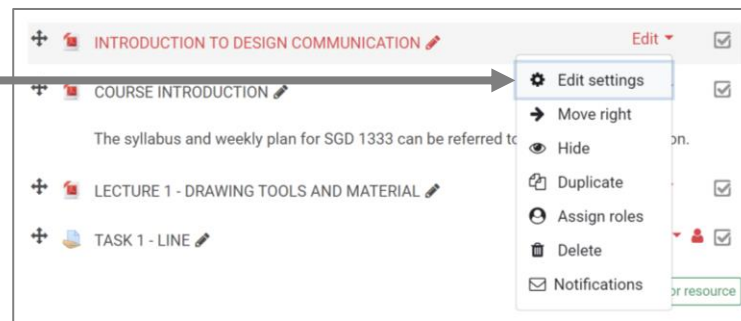 INTRODUCTION TO DESIGN COMMUNICATION Edit
Edit settings
COURSE INTRODUCTION
Move right
The syllabus and weekly plan for SGD 1333 can be referred to on.
Hide
Duplicate
LECTURE 1 - DRAWING TOOLS AND MATERIAL
Assign roles
TASK 1 - LINE
Delete
Notifications
or resource